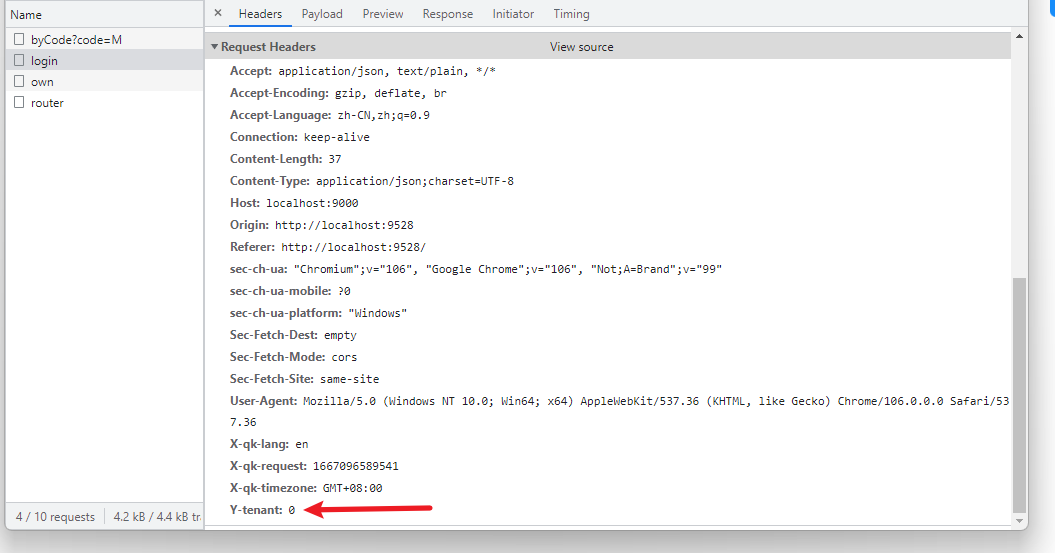 Name
Headers Payload Preview Response Initiator Timing
byCode?code=M
login
own
router
Request Headers View source
Accept: application/json, text/plain, */*
Accept-Encoding: gzip, deflate, br
Accept-Language: zh-CN,zh;q=0.9
Connection: keep-alive
Content-Length: 37
Content-Type: application/json;charset=UTF-8
Host: localhost:9000
Origin: http://localhost:9528
Referer: http://localhost:9528/
sec-ch-ua: "Chromium";v="106", "Google Chrome";v="106", "Not;A=Brand";v="99"
sec-ch-ua-mobile: ?0
sec-ch-ua-platform: "Windows"
Sec-Fetch-Dest: empty
Sec-Fetch-Mode: cors
Sec-Fetch-Site: same-site
User-Agent: Mozilla/5.0 (Windows NT 10.0; Win64; x64) AppleWebKit/537.36 (KHTML, like Gecko) Chrome/106.0.0.0 Safari/53
7.36
X-qk-lang: en
X-qk-request: 1667096589541
X-qk-timezone: GMT+08:00
Y-tenant: 0
4 / 10 requests 4.2 kB / 4.4 kB tr